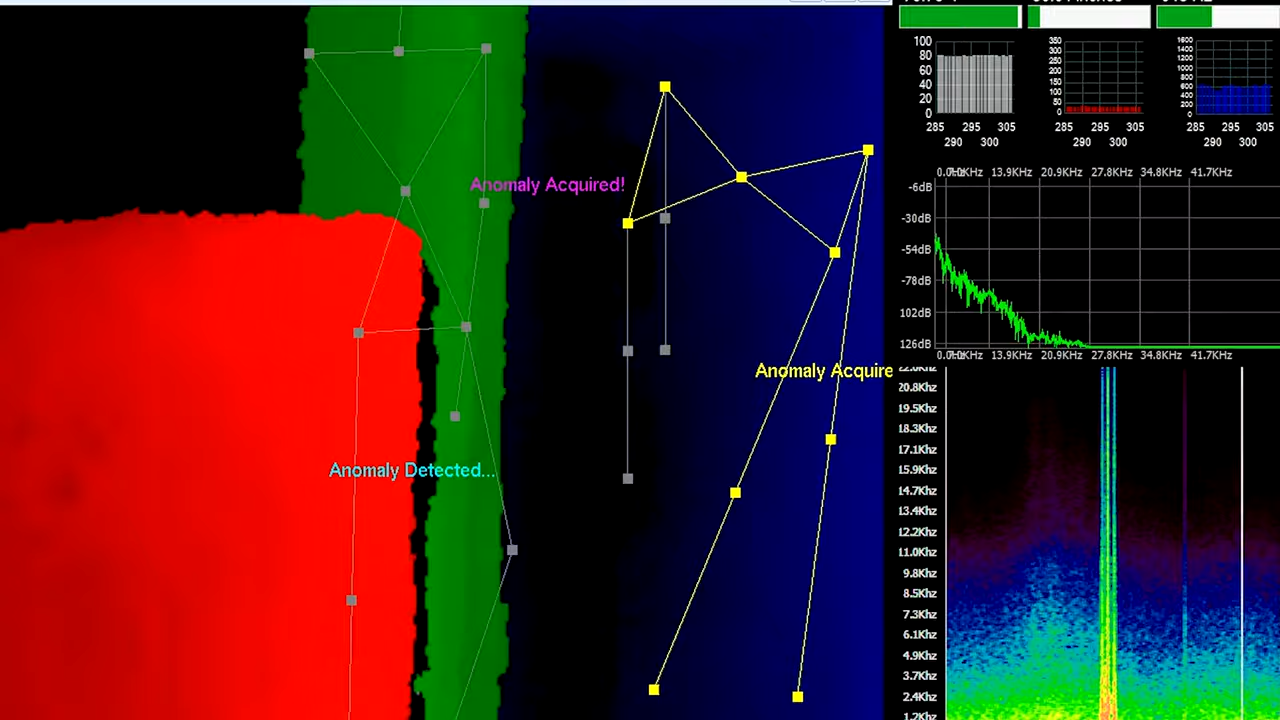 Anomaly Acquired!
Anomaly Acquire
Anomaly Detected...
100
80
60
40
20
0
285 295 305
290 300
350
300
250
200
150
100
50
0
285 295 305
290 300
1600
1400
1200
1000
800
600
400
200
0
285 295 305
290 300
13.9KHz 20.9KHz 27.8KHz 34.8KHz 41.7KHz
-6dB
-30dB
-54dB
-78dB
102dB
126dB
13.9KHz 20.9KHz 27.8KHz 34.8KHz 41.7KHz
22.0Khz
20.8Khz
19.5Khz
18.3Khz
17.1Khz
15.9Khz
14.7Khz
13.4Khz
12.2Khz
11.0Khz
9.8Khz
8.5Khz
7.3Khz
6.1Khz
4.9Khz
3.7Khz
2.4Khz
1.2Khz